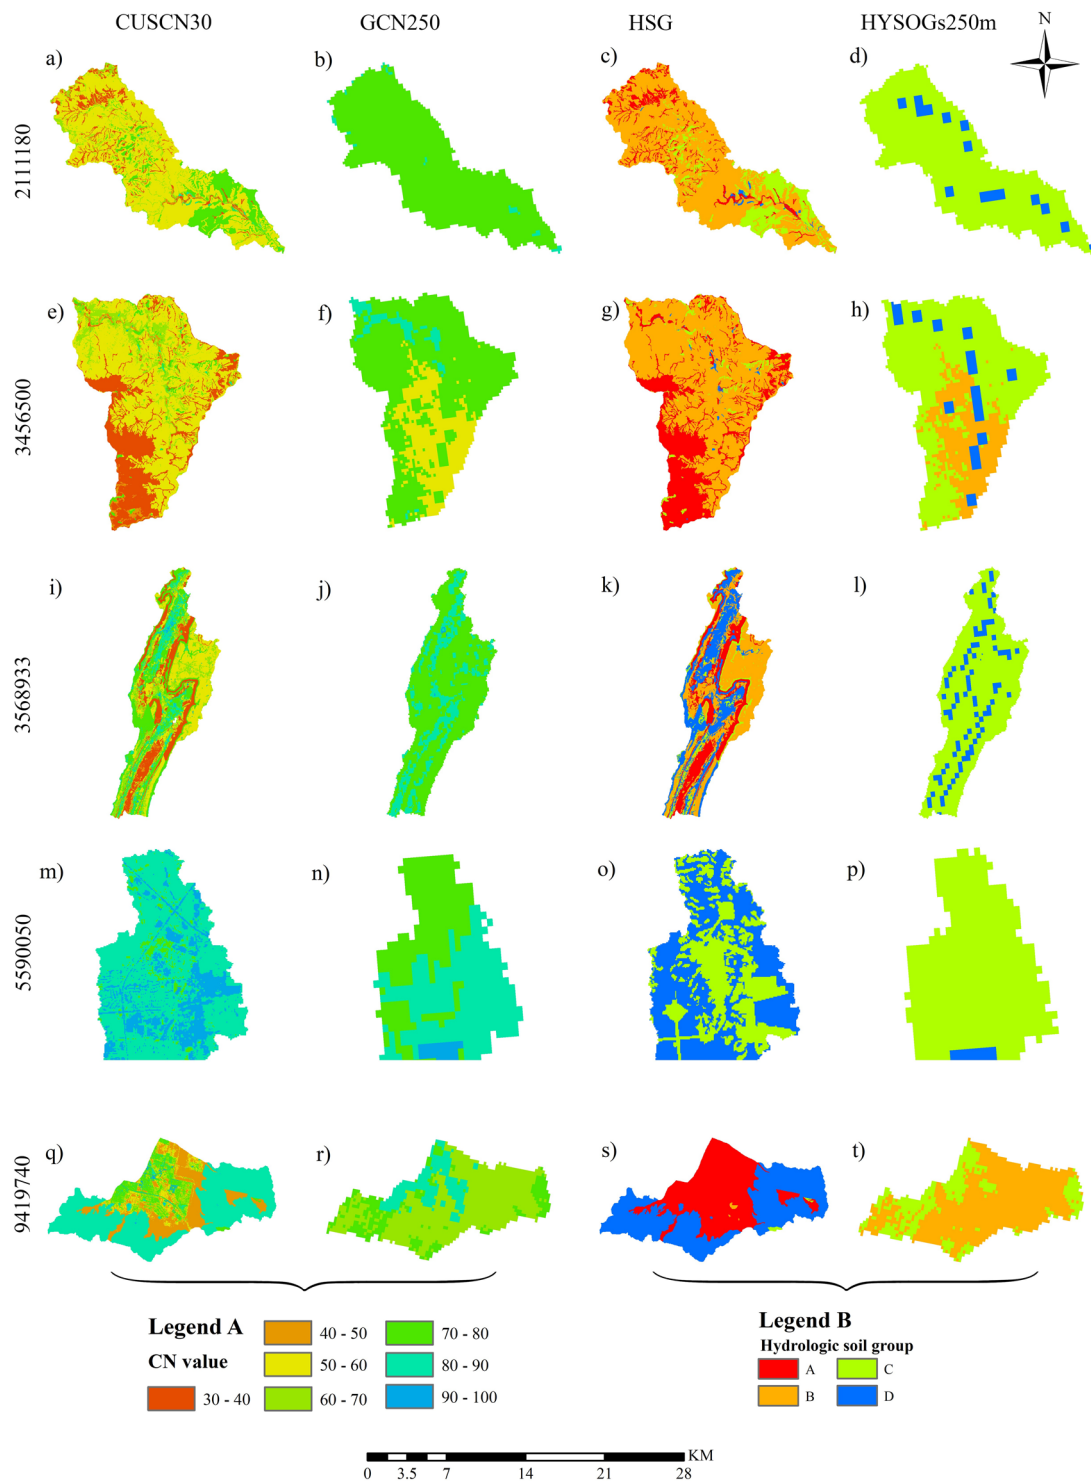 CUSCN30 GCN250 HSG HYSOGs250m
N
a) b) c) d)
2111180
e) f) g) h)
3456500
i) j) k) l)
3568933
m) n) o) p)
5590050
q) r) s) t)
9419740
Legend A
CN value
30 - 40
40 - 50
50 - 60
60 - 70
70 - 80
80 - 90
90 - 100
Legend B
Hydrologic soil group
A C
B D
KM
0 3.5 7 14 21 28